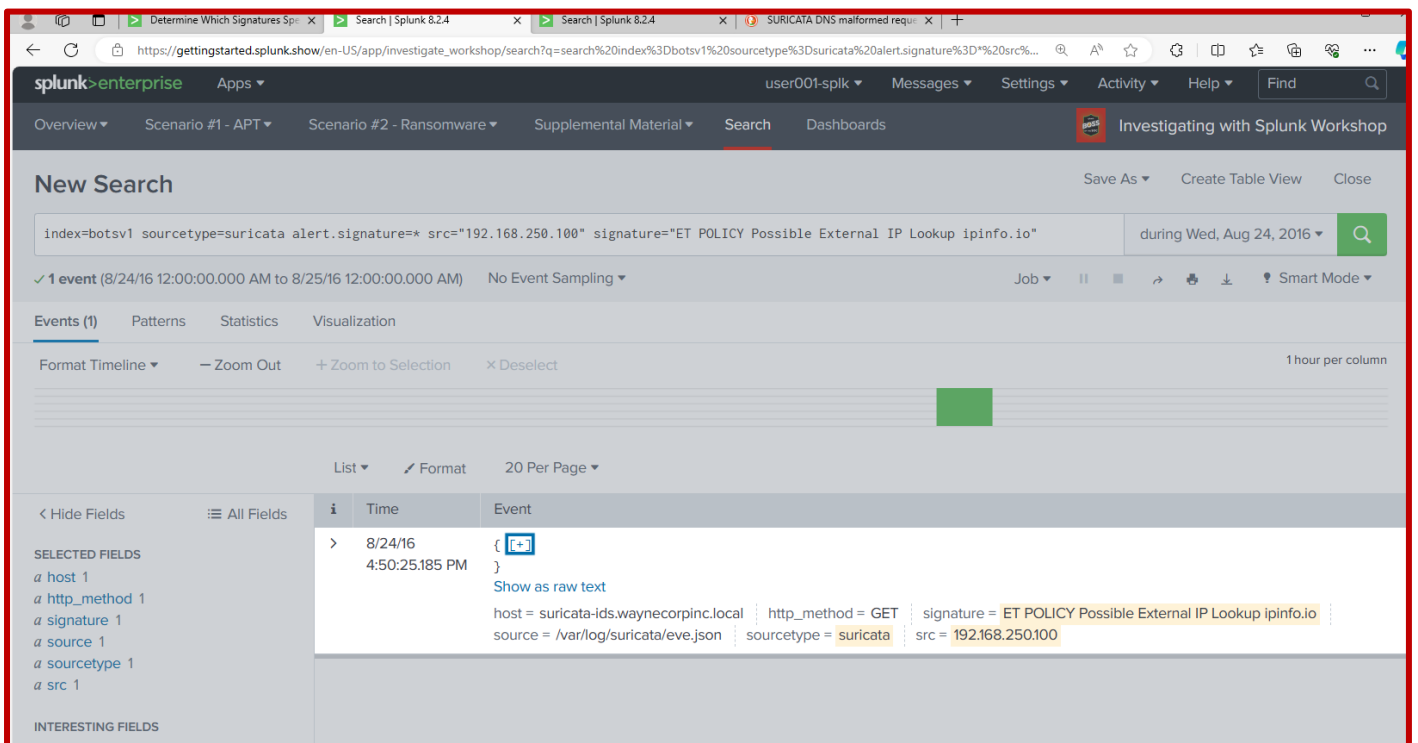 Determine Which Signatures Spe
Search | Splunk 8.2.4
Search | Splunk 8.2.4
SURICATA DNS malformed reque
https://gettingstarted.splunk.show/en-US/app/investigate_workshop/search?q=search%20index%3Dbotsv1%20sourcetype%3Dsuricata%20alert.signature%3D*%20src%...
splunk>enterprise Apps user001-splk Messages Settings Activity Help Find
Overview Scenario #1 - APT Scenario #2 - Ransomware Supplemental Material Search Dashboards Investigating with Splunk Workshop
New Search Save As Create Table View Close
index=botsv1 sourcetype=suricata alert.signature=* src="192.168.250.100" signature="ET POLICY Possible External IP Lookup ipinfo.io" during Wed, Aug 24, 2016
✓ 1 event (8/24/16 12:00:00.000 AM to 8/25/16 12:00:00.000 AM) No Event Sampling Job Smart Mode
Events (1) Patterns Statistics Visualization
Format Timeline — Zoom Out + Zoom to Selection × Deselect 1 hour per column
List Format 20 Per Page
< Hide Fields All Fields i Time Event
SELECTED FIELDS
a host 1
a http_method 1
a signature 1
a source 1
a sourcetype 1
a src 1
INTERESTING FIELDS
> 8/24/16 { [+]
4:50:25.185 PM }
Show as raw text
host = suricata-ids.waynecorpinc.local http_method = GET signature = ET POLICY Possible External IP Lookup ipinfo.io
source = /var/log/suricata/eve.json sourcetype = suricata src = 192.168.250.100